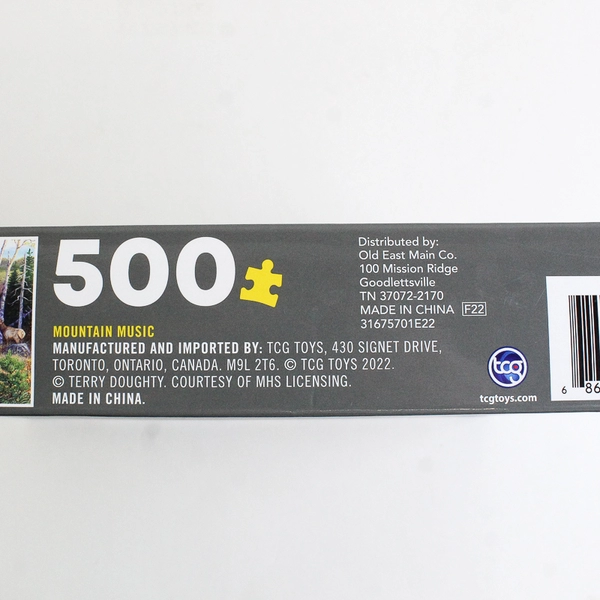 500
MOUNTAIN MUSIC
MANUFACTURED AND IMPORTED BY: TCG TOYS, 430 SIGNET DRIVE,
TORONTO, ONTARIO, CANADA. M9L 2T6. © TCG TOYS 2022.
© TERRY DOUGHTY. COURTESY OF MHS LICENSING.
MADE IN CHINA.
Distributed by:
Old East Main Co.
100 Mission Ridge
Goodlettsville
TN 37072-2170
MADE IN CHINA F22
31675701E22
tcg
tcgtoys.com
6 86